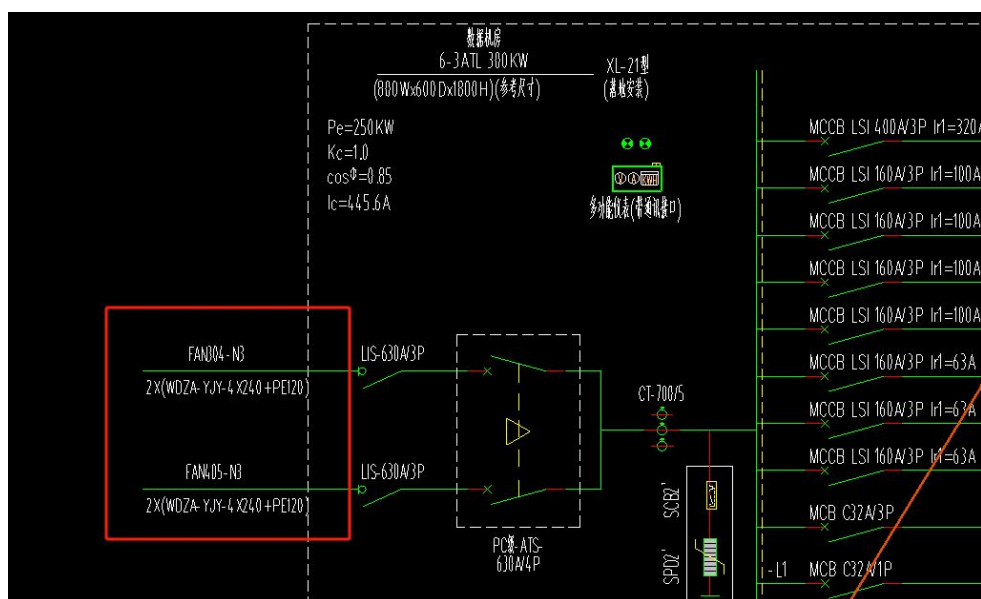 数据机房
6-3ATL 300KW
(800Wx600Dx1800H)(参考尺寸)
XL-21型
(落地安装)
Pe=250KW
Kc=1.0
cosΦ=0.85
Ic=445.6A
V A KWH
多功能仪表(带通讯接口)
FAN304-N3
2X(WDZA-YJY-4X240+PE120)
LIS-630A/3P
FAN405-N3
2X(WDZA-YJY-4X240+PE120)
LIS-630A/3P
PC级-ATS-
630A/4P
CT-700/5
SCB2'
SPD2'
MCCB LSI 400A/3P Ir1=320A
MCCB LSI 160A/3P Ir1=100A
MCCB LSI 160A/3P Ir1=100A
MCCB LSI 160A/3P Ir1=100A
MCCB LSI 160A/3P Ir1=100A
MCCB LSI 160A/3P Ir1=63A
MCCB LSI 160A/3P Ir1=63A
MCCB LSI 160A/3P Ir1=63A
MCB C32A/3P
-L1
MCB C32A/1P